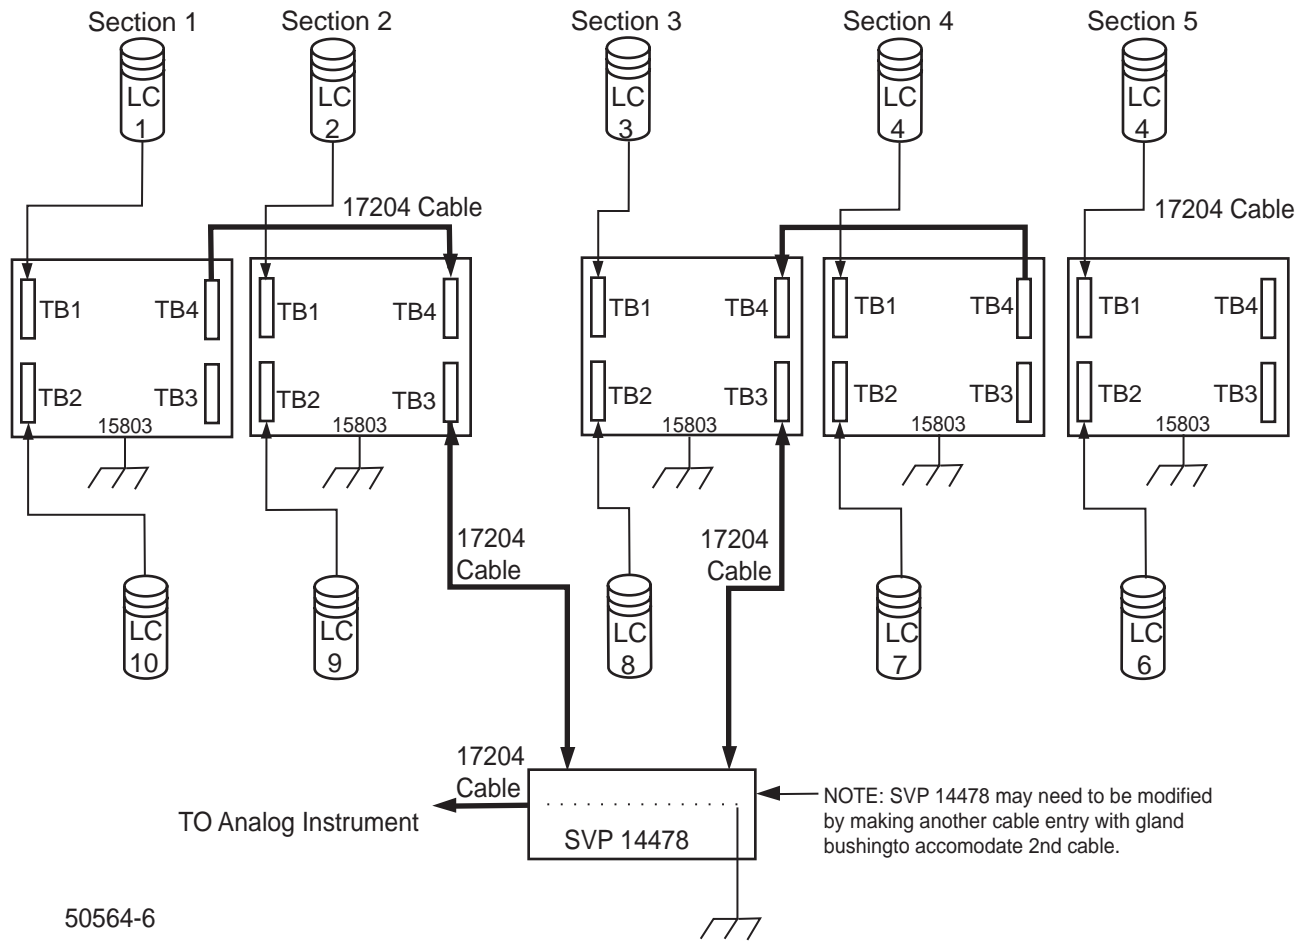 Section 1 Section 2 Section 3 Section 4 Section 5
LC
1
LC
2
LC
3
LC
4
LC
4
17204 Cable
17204 Cable
TB1 TB4
TB2 TB3
15803
TB1 TB4
TB2 TB3
15803
TB1 TB4
TB2 TB3
15803
TB1 TB4
TB2 TB3
15803
TB1 TB4
TB2 TB3
15803
17204
Cable
17204
Cable
LC
10
LC
9
LC
8
LC
7
LC
6
17204
Cable
TO Analog Instrument
SVP 14478
NOTE: SVP 14478 may need to be modified
by making another cable entry with gland
bushingto accomodate 2nd cable.
50564-6